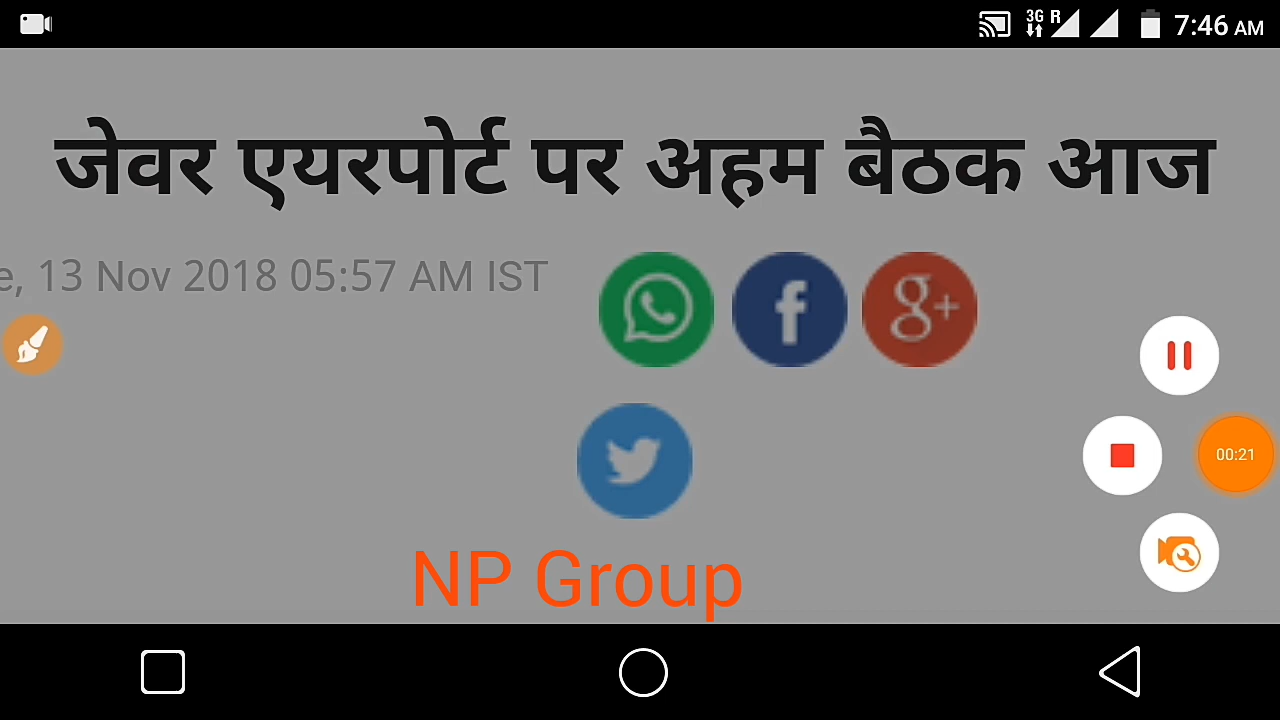 3G R 7:46 AM
जेवर एयरपोर्ट पर अहम बैठक आज
e, 13 Nov 2018 05:57 AM IST
f g+
00:21
NP Group